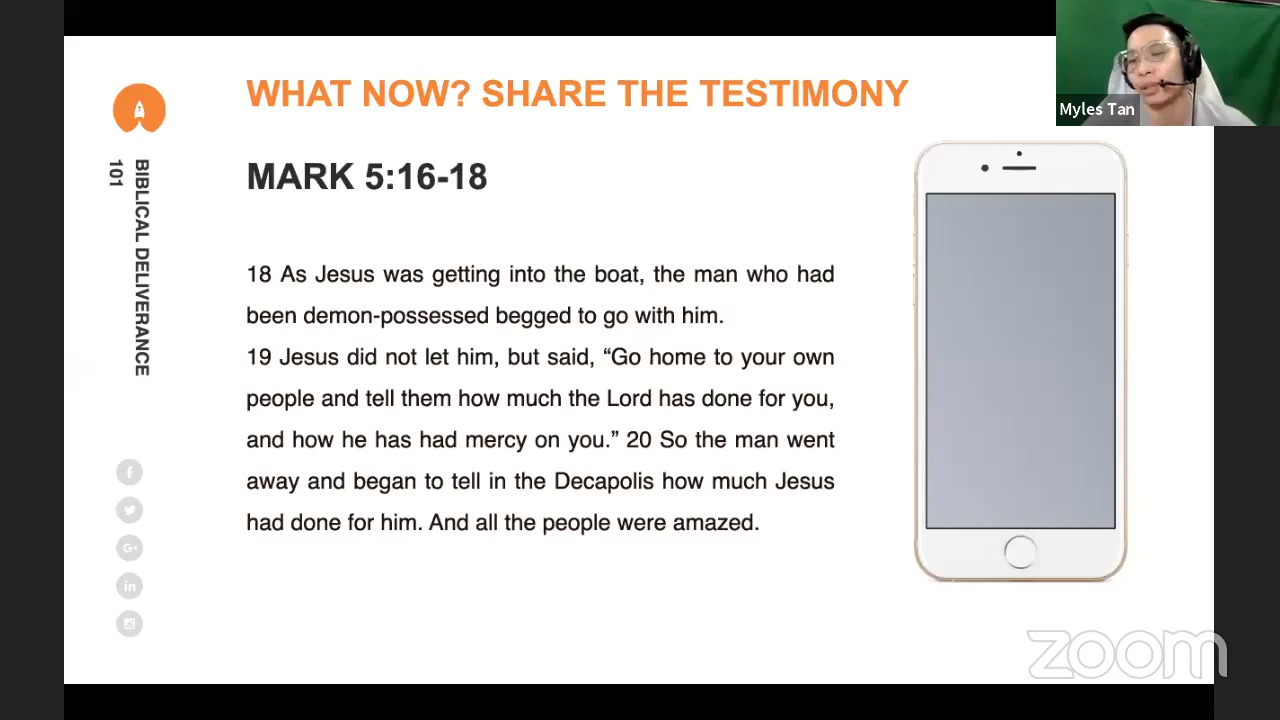 WHAT NOW? SHARE THE TESTIMONY
Myles Tan
MARK 5:16-18
BIBLICAL DELIVERANCE
101
18 As Jesus was getting into the boat, the man who had
been demon-possessed begged to go with him.
19 Jesus did not let him, but said, “Go home to your own
people and tell them how much the Lord has done for you,
and how he has had mercy on you.” 20 So the man went
away and began to tell in the Decapolis how much Jesus
had done for him. And all the people were amazed.
f
G+
in
zoom